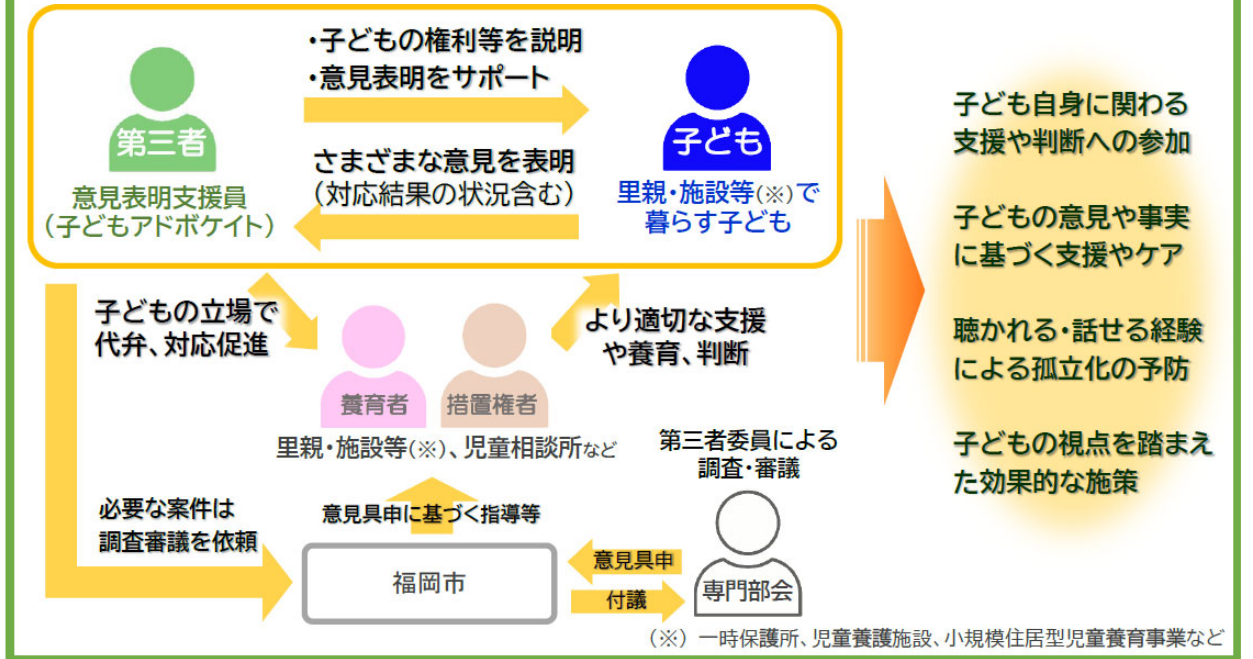 ・子どもの権利等を説明
・意見表明をサポート
第三者
子ども
さまざまな意見を表明
（対応結果の状況含む）
意見表明支援員
（子どもアドボケイト）
里親・施設等(※)で
暮らす子ども
子どもの立場で
代弁、対応促進
より適切な支援
や養育、判断
養育者
措置権者
里親・施設等(※)、児童相談所など
第三者委員による
調査・審議
必要な案件は
調査審議を依頼
意見具申に基づく指導等
福岡市
意見具申
付議
専門部会
子ども自身に関わる
支援や判断への参加
子どもの意見や事実
に基づく支援やケア
聴かれる・話せる経験
による孤立化の予防
子どもの視点を踏まえ
た効果的な施策
（※） 一時保護所、児童養護施設、小規模住居型児童養育事業など